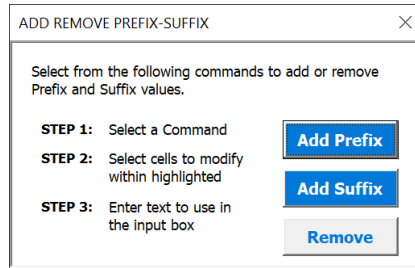 ADD REMOVE PREFIX-SUFFIX
Select from the following commands to add or remove
Prefix and Suffix values.
STEP 1: Select a Command
STEP 2: Select cells to modify
within highlighted
STEP 3: Enter text to use in
the input box
Add Prefix
Add Suffix
Remove